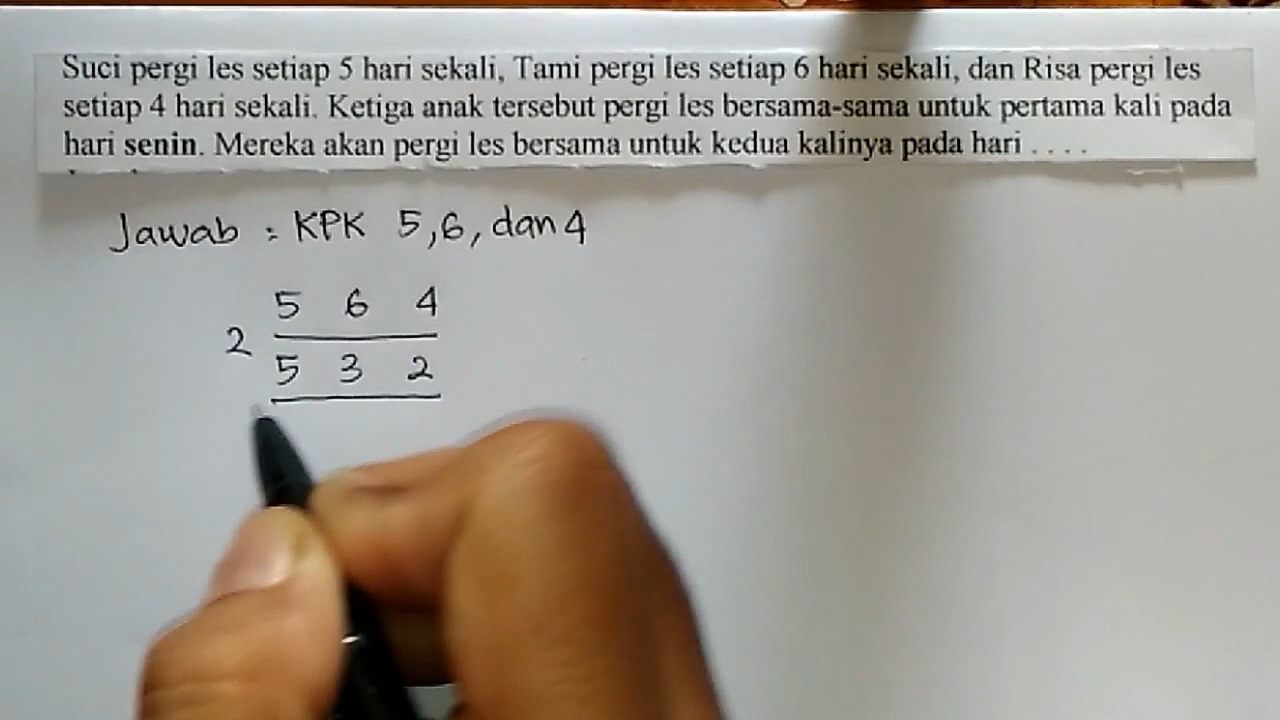 Suci pergi les setiap 5 hari sekali, Tami pergi les setiap 6 hari sekali, dan Risa pergi les
setiap 4 hari sekali. Ketiga anak tersebut pergi les bersama-sama untuk pertama kali pada
hari senin. Mereka akan pergi les bersama untuk kedua kalinya pada hari . . . .
Jawab : KPK 5, 6, dan 4
5 6 4
2
5 3 2